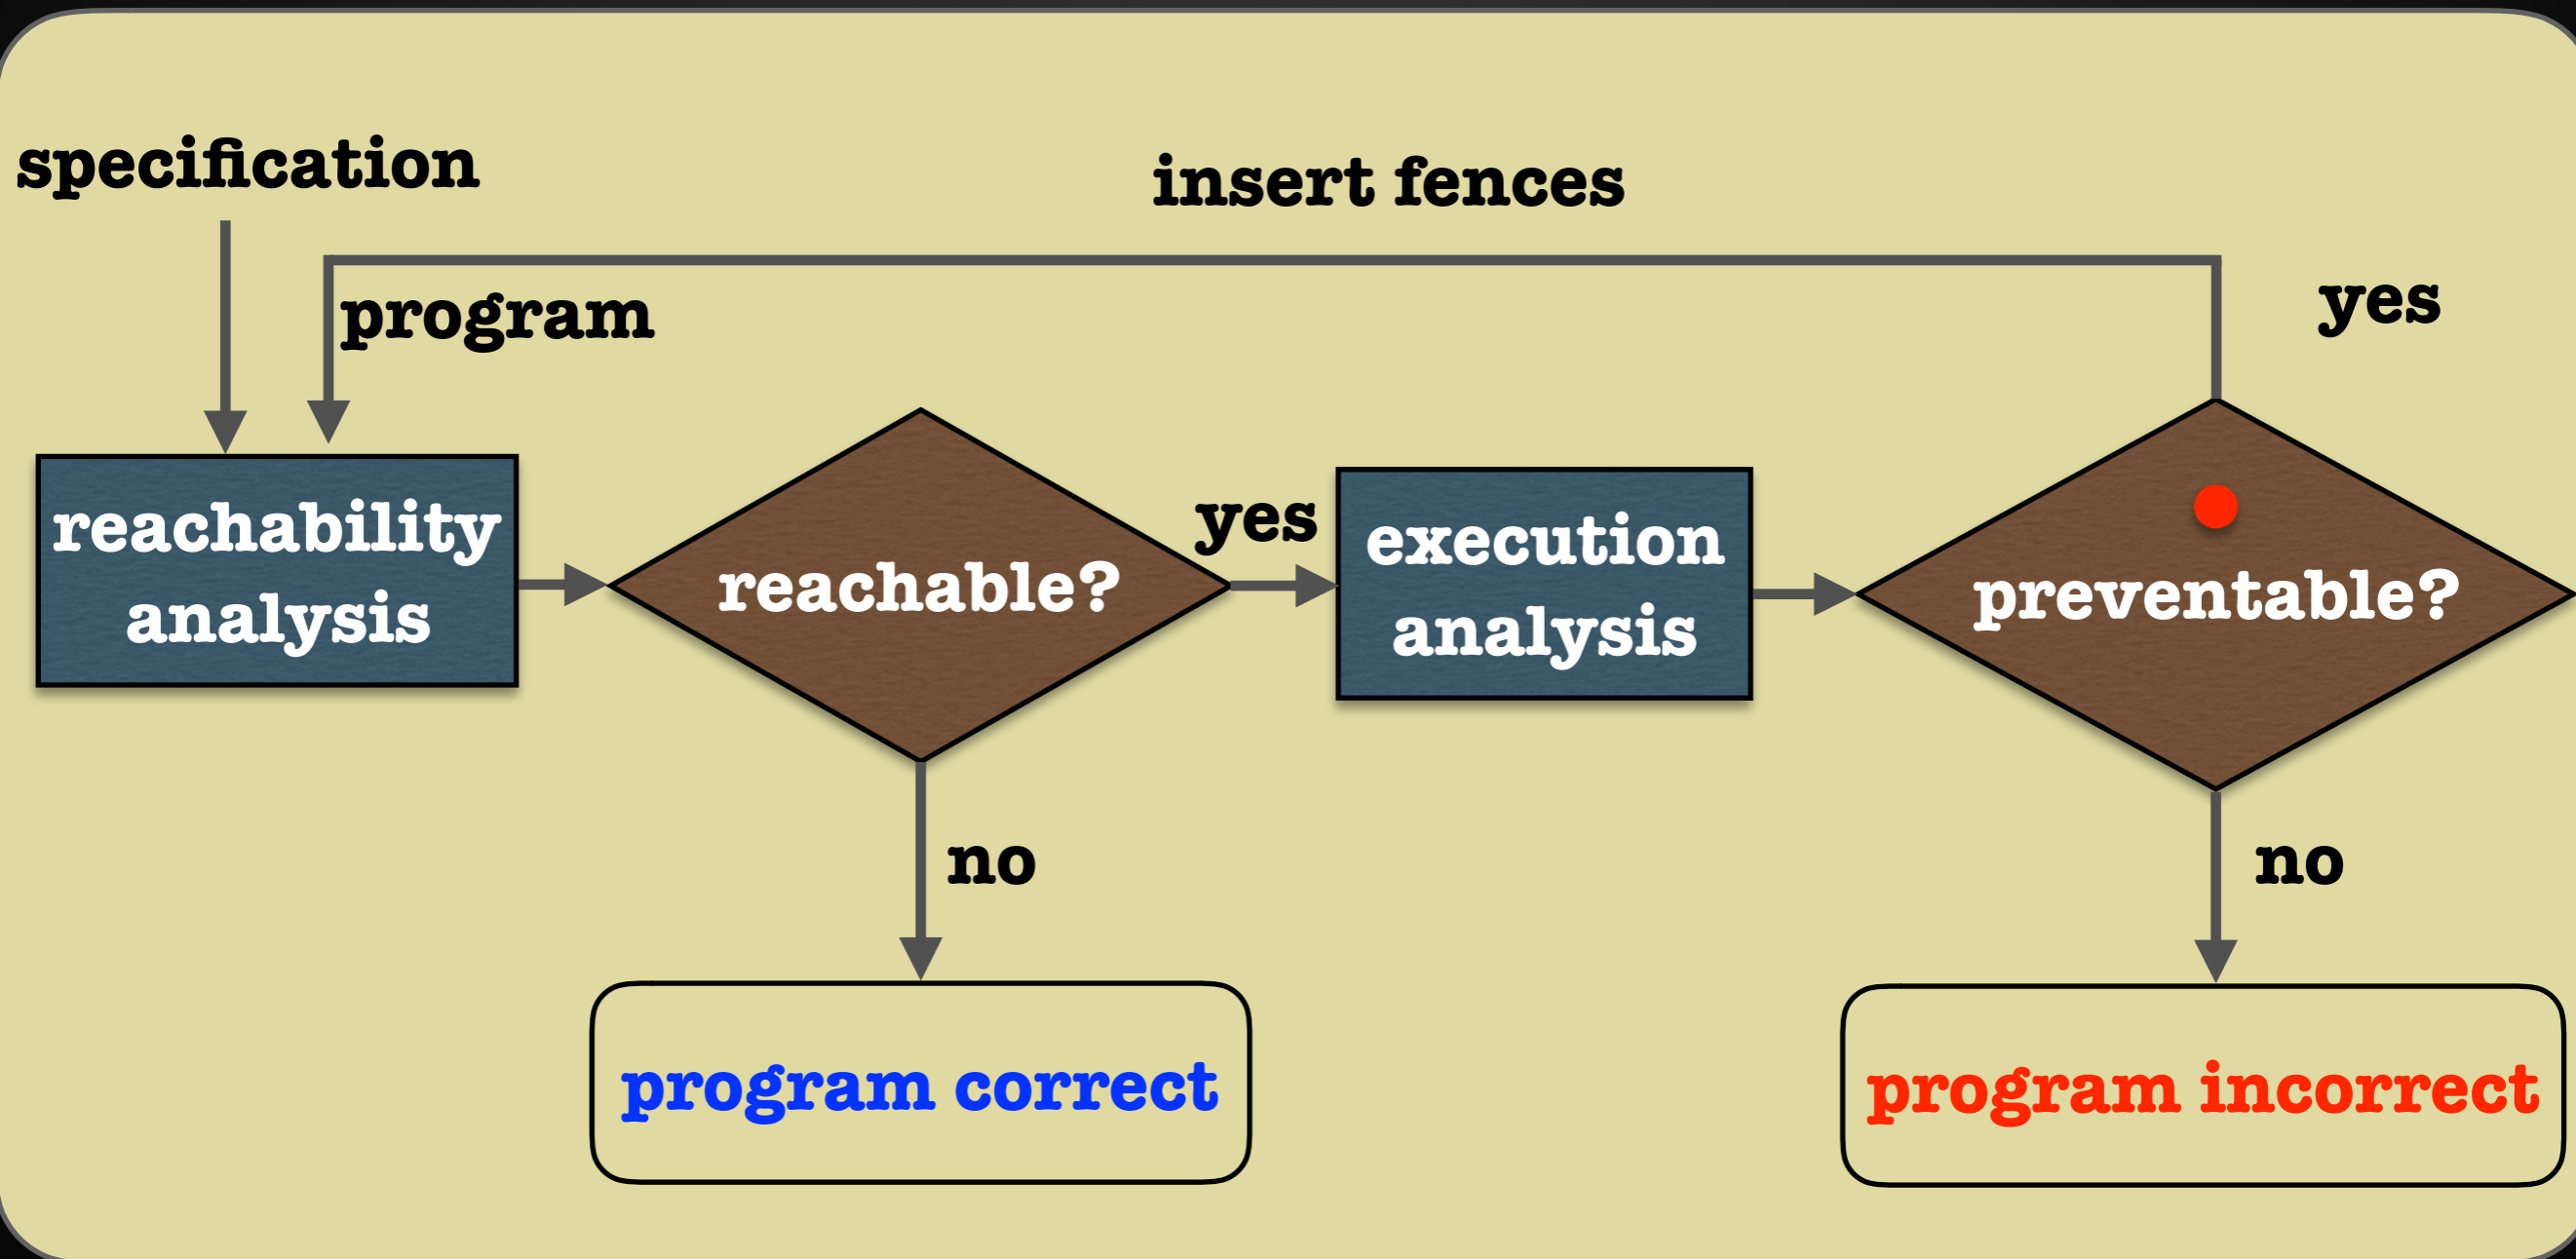 specification
insert fences
program
yes
reachability
analysis
reachable?
yes
execution
analysis
preventable?
no
no
program correct
program incorrect